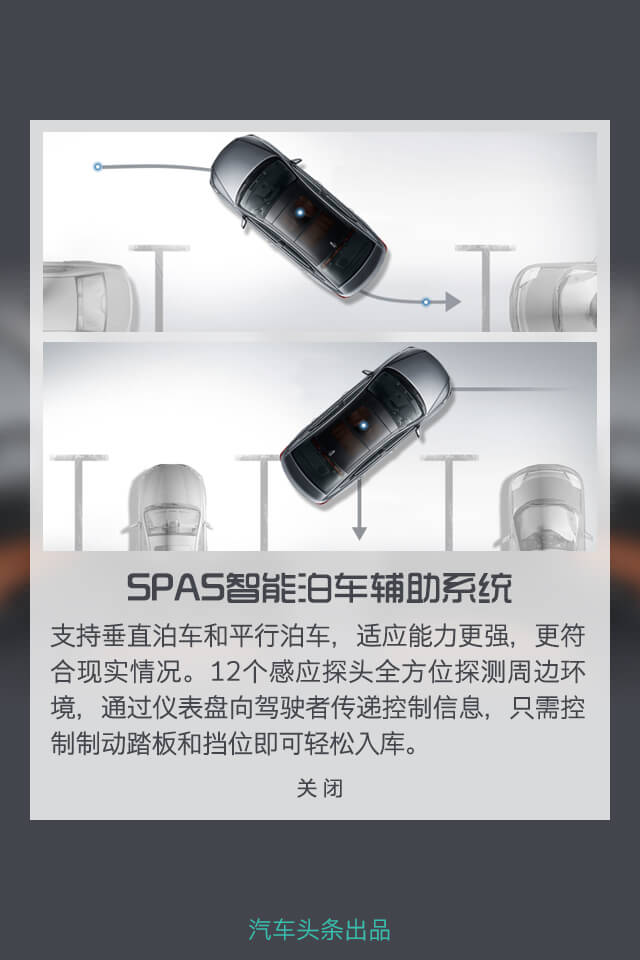 SPAS智能泊车辅助系统
支持垂直泊车和平行泊车，适应能力更强，更符
合现实情况。12个感应探头全方位探测周边环
境，通过仪表盘向驾驶者传递控制信息，只需控
制制动踏板和挡位即可轻松入库。
关闭
汽车头条出品